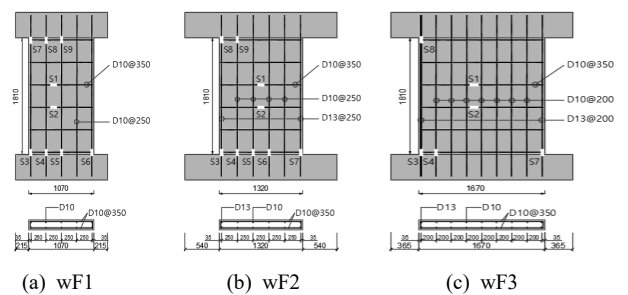 S7 S8 S9
D10@350
S1
1810
S2
D10@250
S3 S4 S5 S6
1070
D10
D10@350
35 250 250 250 250 35
215 1070 215
(a) wF1
S8 S9
D10@350
S1
D10@250
1810
S2
D13@250
S3 S4 S5 S6 S7
1320
D13 D10
D10@350
35 250 250 250 250 250 35
540 1320 540
(b) wF2
S8
D10@350
S1
D10@200
1810
S2
D13@200
S3 S4 S7
1670
D13 D10
D10@350
35 200 200 200 200 200 200 200 200 35
365 1670 365
(c) wF3